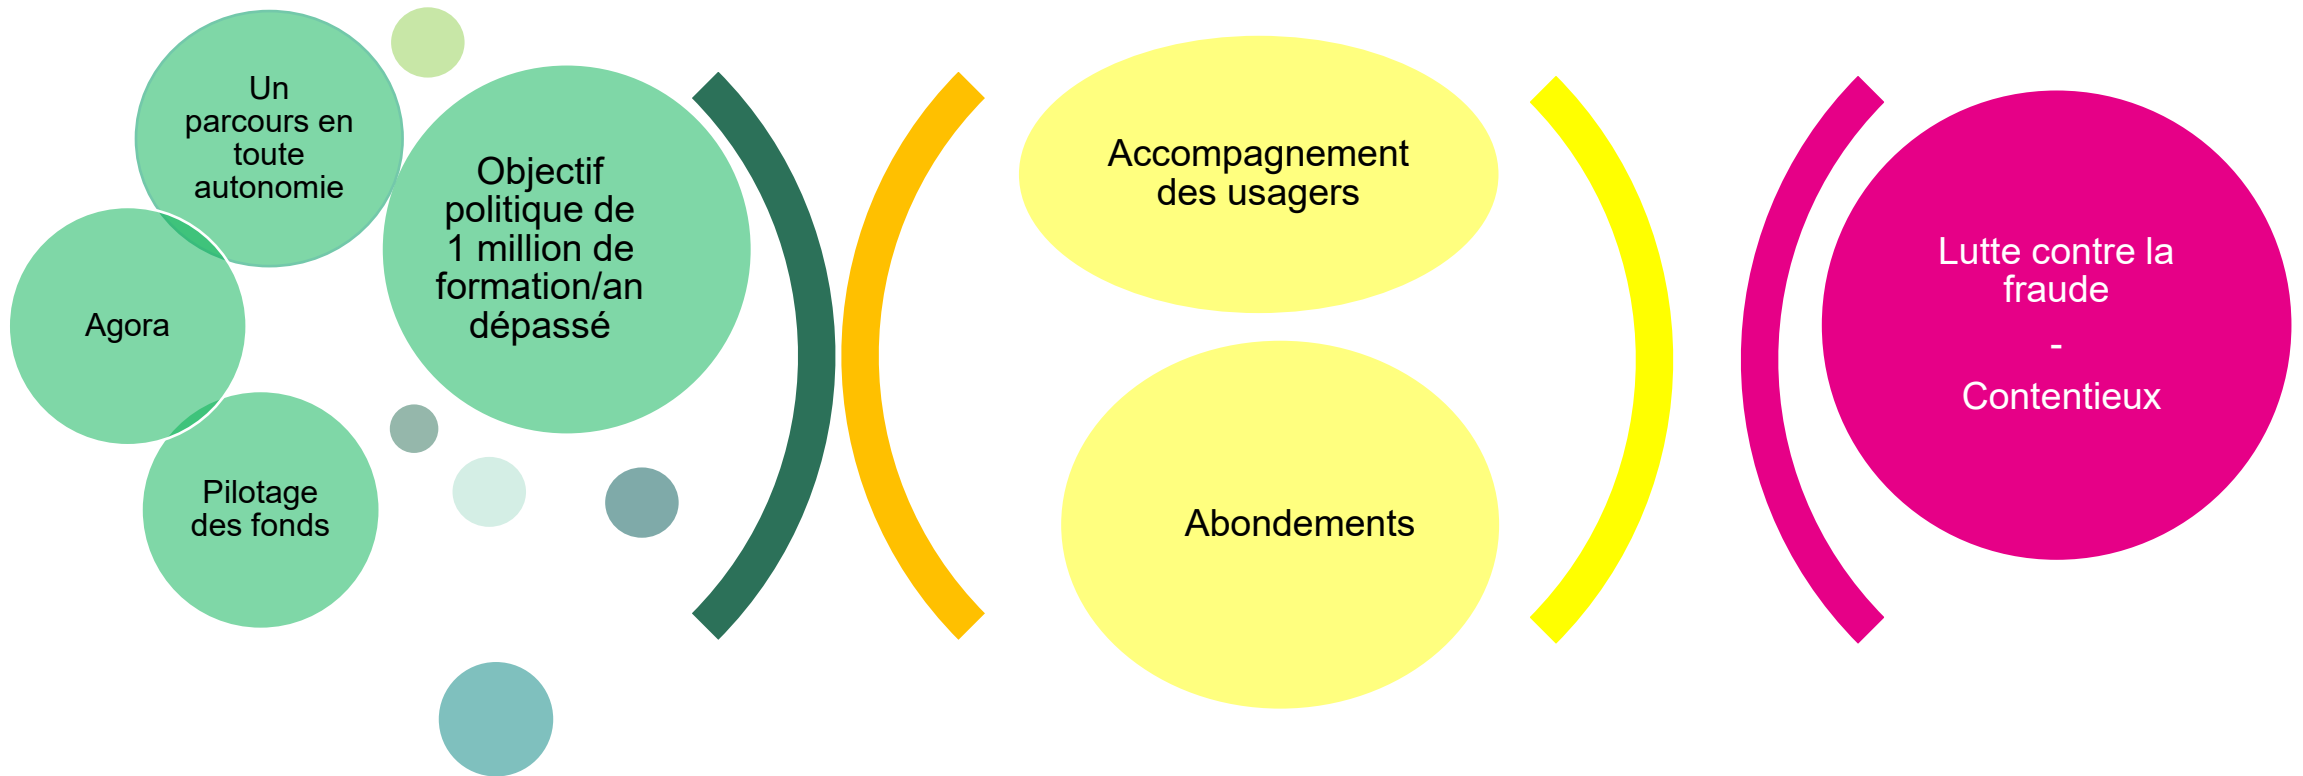 Un
parcours en
toute
autonomie
Agora
Pilotage
des fonds
Objectif
politique de
1 million de
formation/an
dépassé
Accompagnement
des usagers
Abondements
Lutte contre la
fraude
-
Contentieux